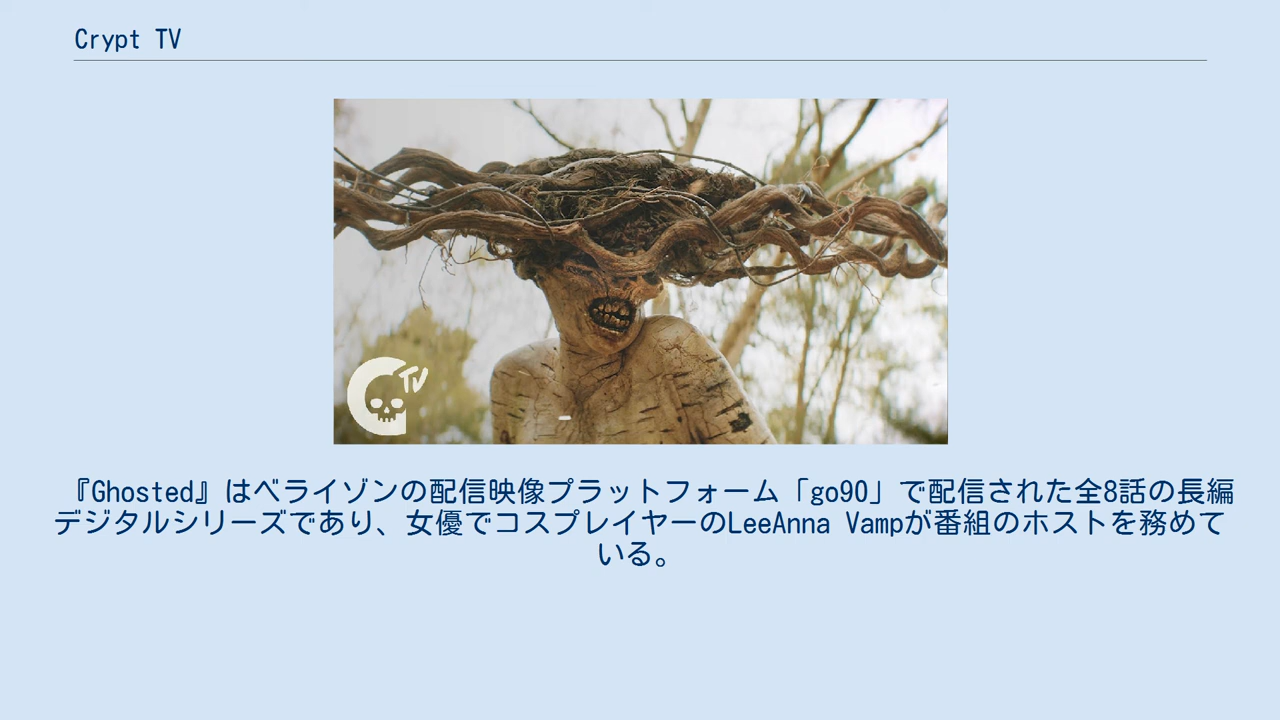 Crypt TV
TV
『Ghosted』はベライゾンの配信映像プラットフォーム「go90」で配信された全8話の長編
デジタルシリーズであり、女優でコスプレイヤーのLeeAnna Vampが番組のホストを務めて
いる。